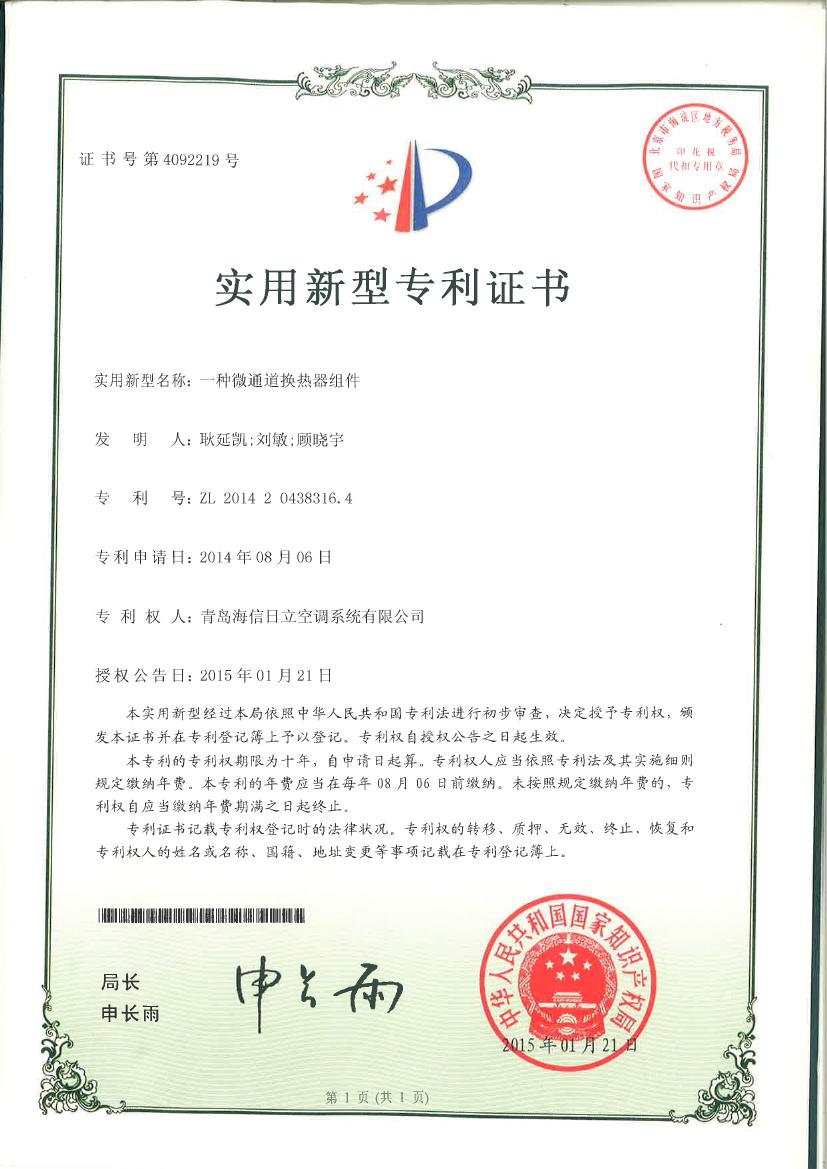 证书号第4092219号
北京市海淀区地方税务局
印花税
代扣专用章
国家知识产权局
实用新型专利证书
实用新型名称：一种微通道换热器组件
发 明 人：耿延凯;刘敏;顾晓宇
专 利 号：ZL 2014 2 0438316.4
专利申请日：2014年08月06日
专 利 权 人：青岛海信日立空调系统有限公司
授权公告日：2015年01月21日
本实用新型经过本局依照中华人民共和国专利法进行初步审查，决定授予专利权，颁
发本证书并在专利登记簿上予以登记。专利权自授权公告之日起生效。
本专利的专利权期限为十年，自申请日起算。专利权人应当依照专利法及其实施细则
规定缴纳年费。本专利的年费应当在每年08月06日前缴纳。未按照规定缴纳年费的，专
利权自应当缴纳年费期满之日起终止。
专利证书记载专利权登记时的法律状况。专利权的转移、质押、无效、终止、恢复和
专利权人的姓名或名称、国籍、地址变更等事项记载在专利登记簿上。
局长
申长雨
申长雨
中华人民共和国国家知识产权局
2015年01月21日
第1页(共1页)